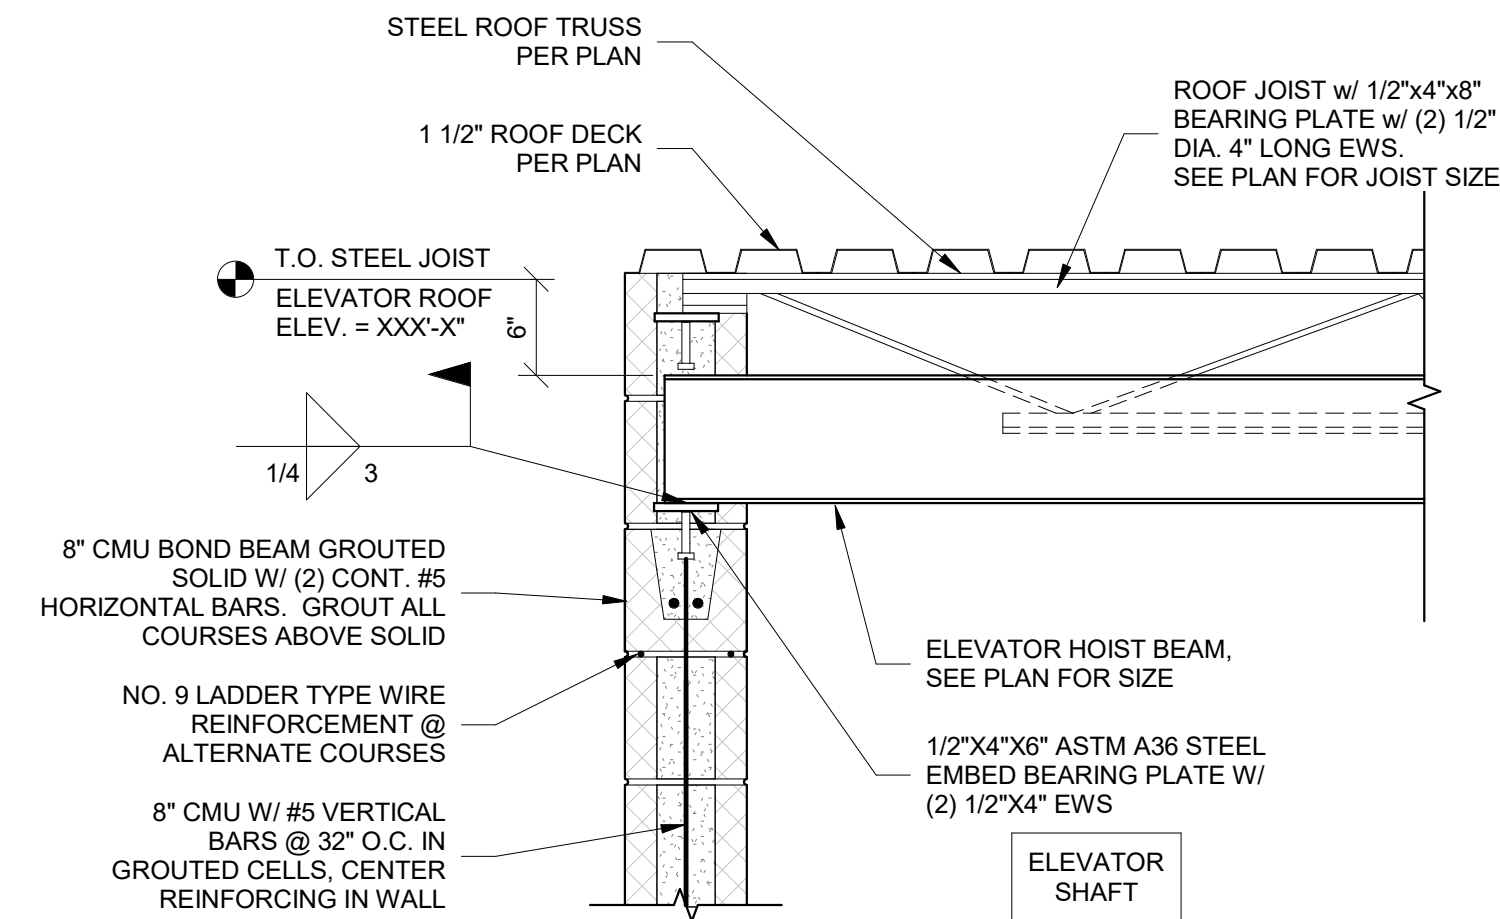 STEEL ROOF TRUSS
PER PLAN
ROOF JOIST w/ 1/2"x4"x8"
BEARING PLATE w/ (2) 1/2"
DIA. 4" LONG EWS.
SEE PLAN FOR JOIST SIZE
1 1/2" ROOF DECK
PER PLAN
T.O. STEEL JOIST
ELEVATOR ROOF
ELEV. = XXX'-X"
6"
1/4
3
8" CMU BOND BEAM GROUTED
SOLID W/ (2) CONT. #5
HORIZONTAL BARS.  GROUT ALL
COURSES ABOVE SOLID
NO. 9 LADDER TYPE WIRE
REINFORCEMENT @
ALTERNATE COURSES
8" CMU W/ #5 VERTICAL
BARS @ 32" O.C. IN
GROUTED CELLS, CENTER
REINFORCING IN WALL
ELEVATOR HOIST BEAM,
SEE PLAN FOR SIZE
1/2"X4"X6" ASTM A36 STEEL
EMBED BEARING PLATE W/
(2) 1/2"X4" EWS
ELEVATOR
SHAFT